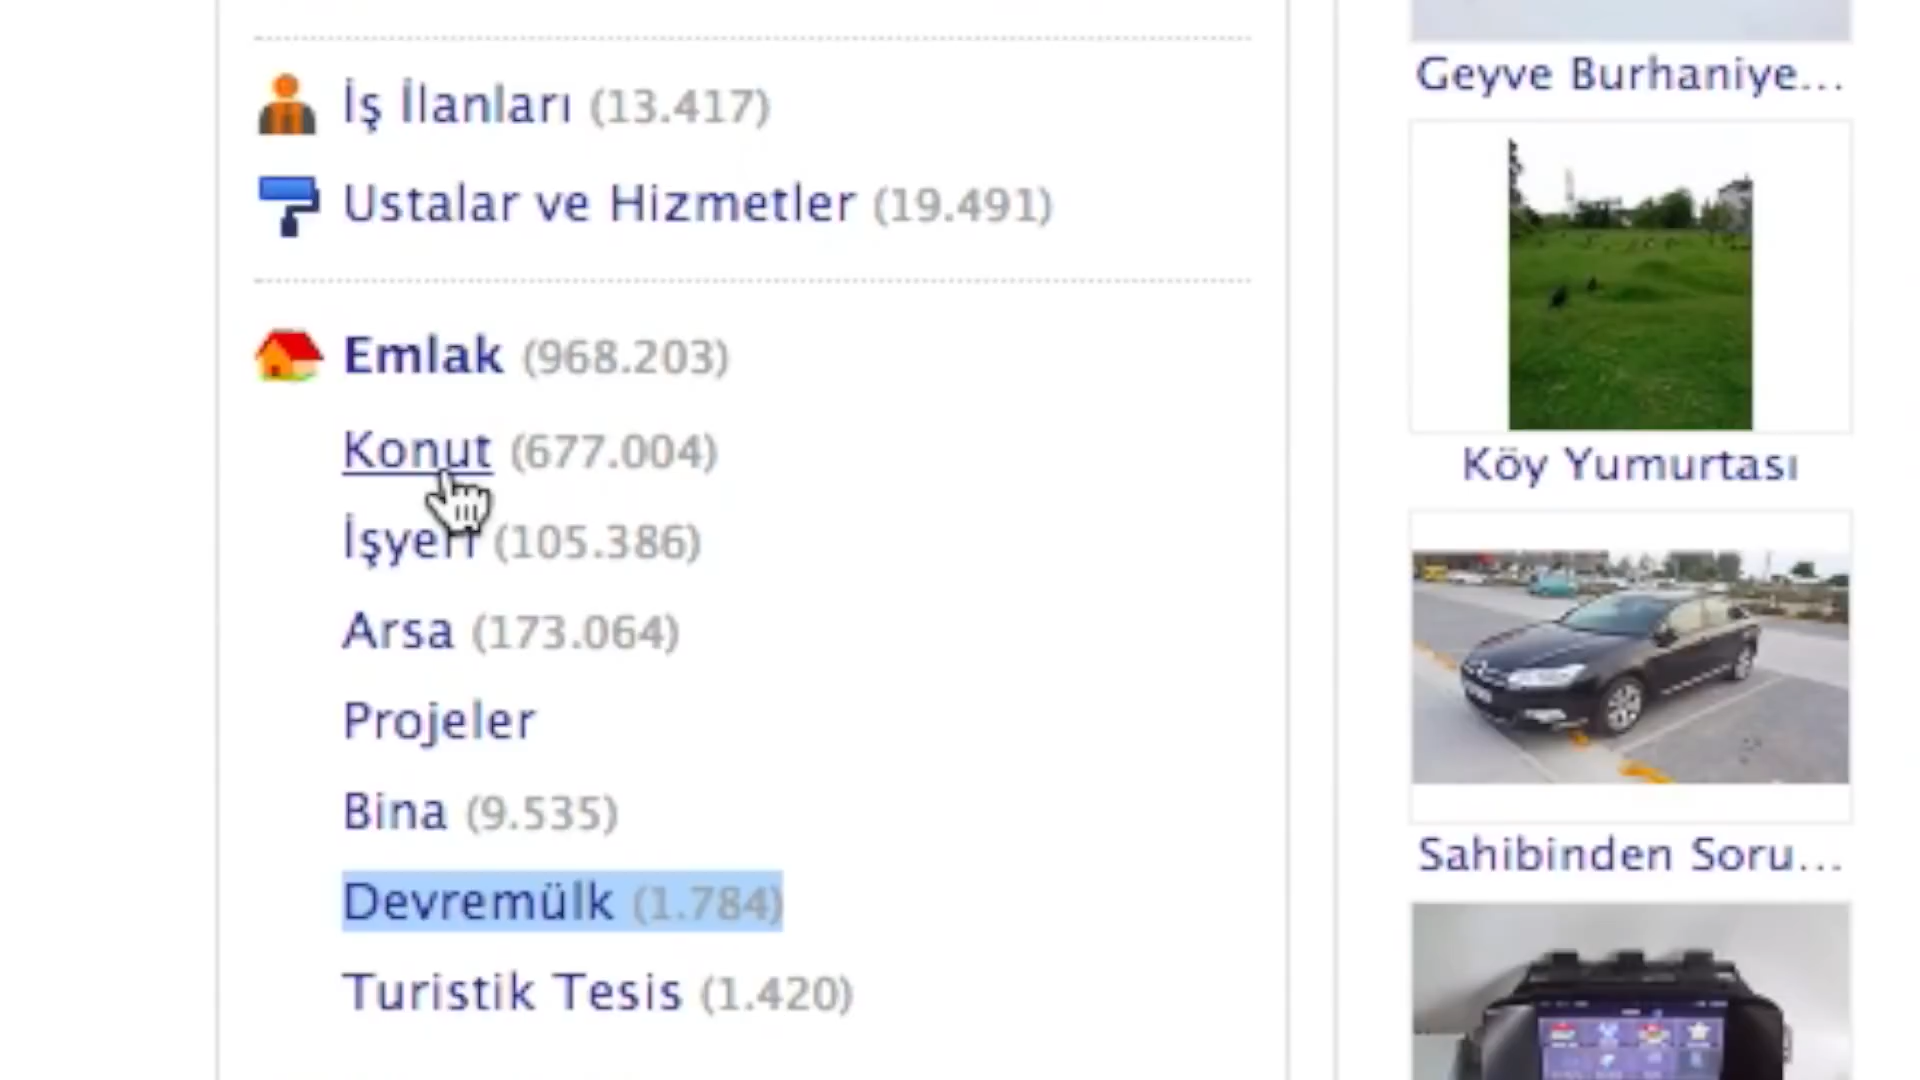 İş İlanları (13.417)
Ustalar ve Hizmetler (19.491)
Emlak (968.203)
Konut (677.004)
İşyeri (105.386)
Arsa (173.064)
Projeler
Bina (9.535)
Devremülk (1.784)
Turistik Tesis (1.420)
Geyve Burhaniye...
Köy Yumurtası
Sahibinden Soru...